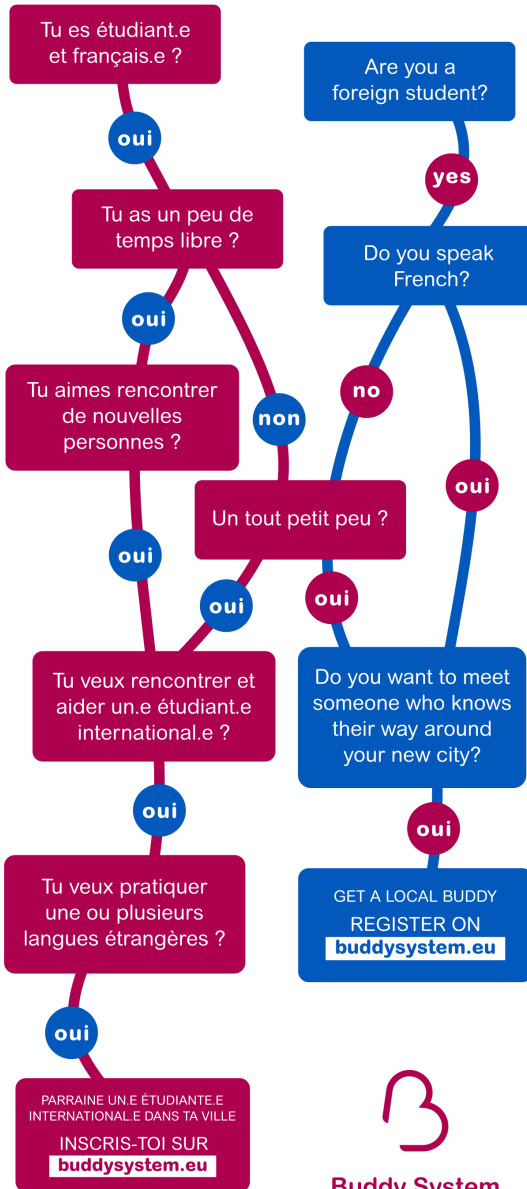 Tu es étudiant.e
et français.e ?
oui
Tu as un peu de
temps libre ?
oui
non
Tu aimes rencontrer
de nouvelles
personnes ?
oui
Un tout petit peu ?
oui
Tu veux rencontrer et
aider un.e étudiant.e
international.e ?
oui
Tu veux pratiquer
une ou plusieurs
langues étrangères ?
oui
PARRAINE UN.E ÉTUDIANTE.E
INTERNATIONAL.E DANS TA VILLE
INSCRIS-TOI SUR
buddysystem.eu
Are you a
foreign student?
yes
Do you speak
French?
no
oui
oui
Do you want to meet
someone who knows
their way around
your new city?
oui
GET A LOCAL BUDDY
REGISTER ON
buddysystem.eu
Buddy System